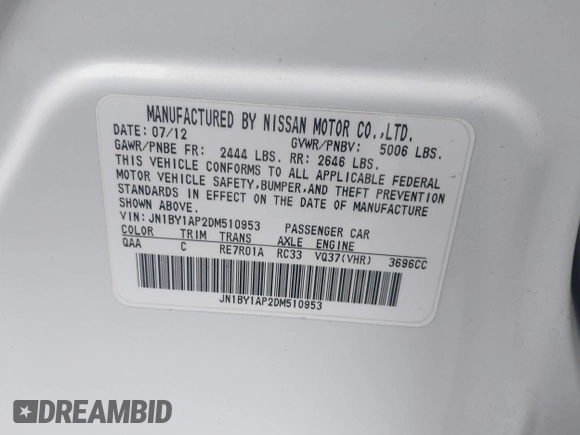 MANUFACTURED BY NISSAN MOTOR CO.,LTD.
DATE: 07/12 GVWR/PNBV: 5006 LBS.
GAWR/PNBE FR: 2444 LBS. RR: 2646 LBS.
THIS VEHICLE CONFORMS TO ALL APPLICABLE FEDERAL
MOTOR VEHICLE SAFETY,BUMPER,AND THEFT PREVENTION
STANDARDS IN EFFECT ON THE DATE OF MANUFACTURE
SHOWN ABOVE.
VIN: JN1BY1AP2DM510953 PASSENGER CAR
COLOR TRIM TRANS AXLE ENGINE
QAA C RE7R01A RC33 VQ37(VHR) 3696CC
JN1BY1AP2DM510953
DREAMBID